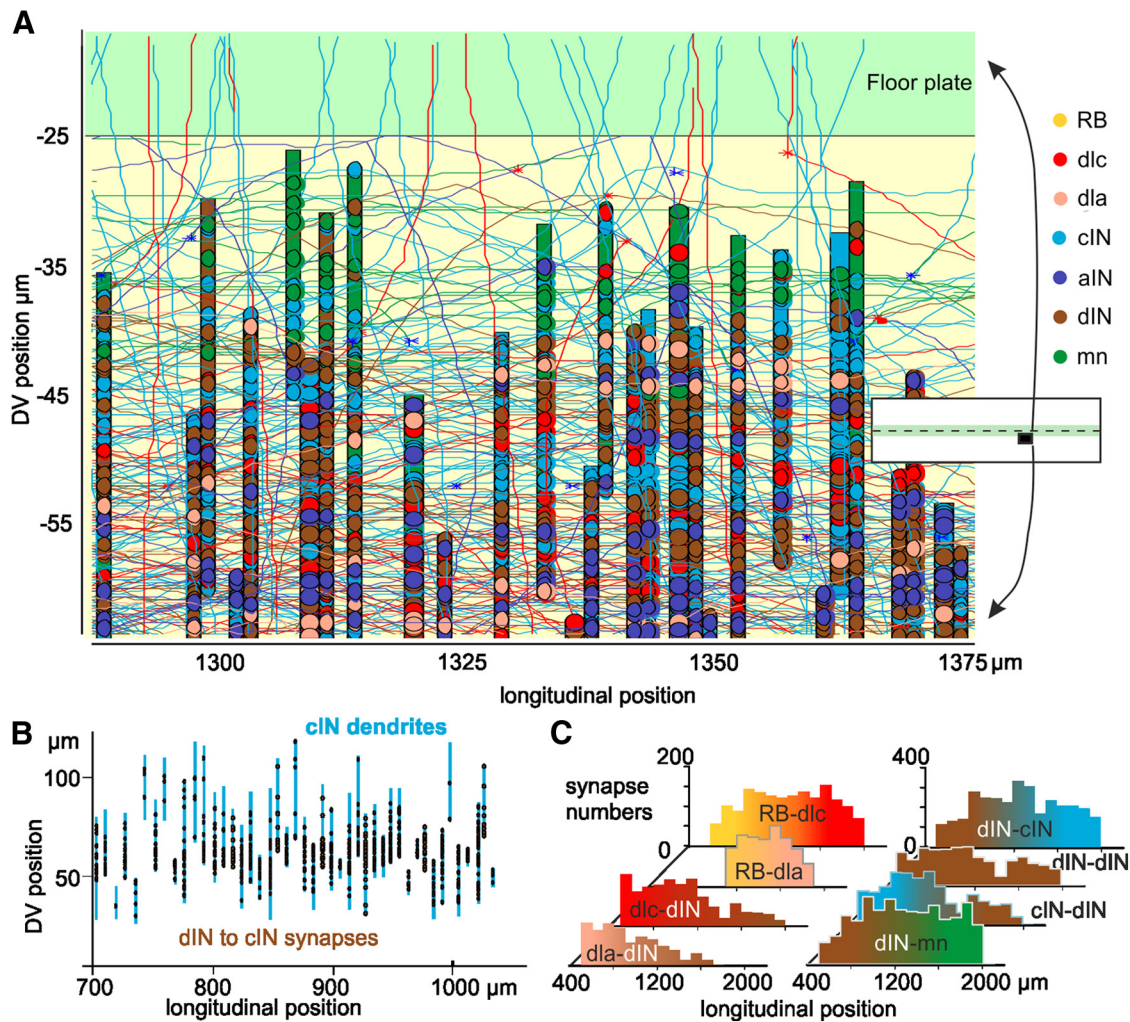 A
Floor plate
RB
dlc
dla
cIN
aIN
dIN
mn
-25
-35
-45
-55
DV position µm
1300 1325 1350 1375 µm
longitudinal position
B
cIN dendrites
µm
100
50
DV position
dIN to cIN synapses
700 800 900 1000 µm
longitudinal position
C
synapse
numbers
200
0
RB-dlc
RB-dla
dlc-dIN
dla-dIN
400 1200 2000
400
0
dIN-cIN
dIN-dIN
cIN-dIN
dIN-mn
400 1200 2000 µm
longitudinal position